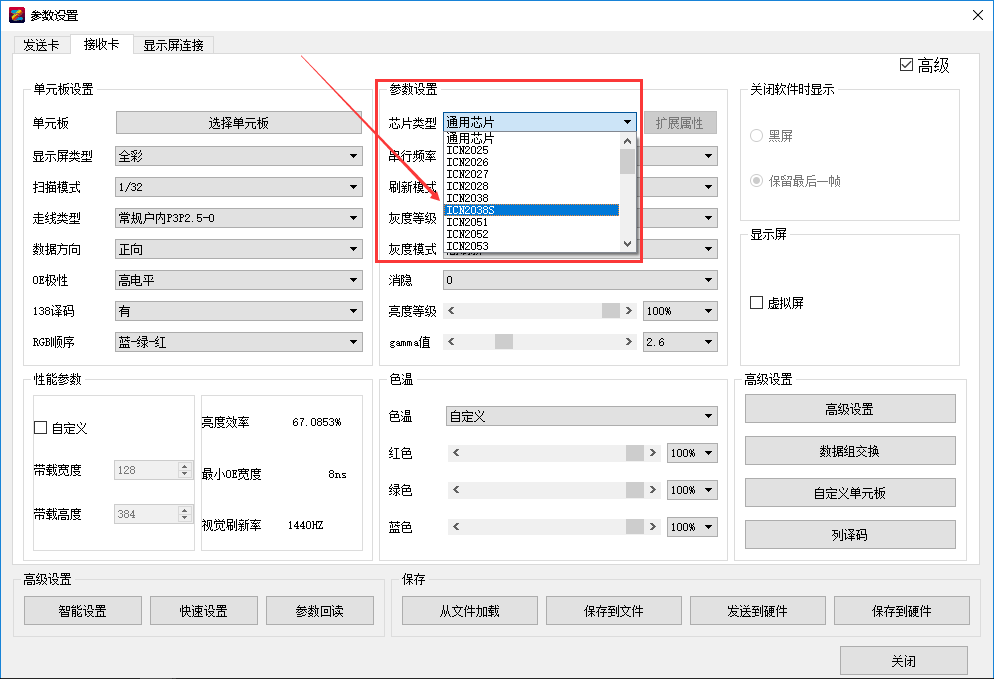 参数设置
发送卡 接收卡 显示屏连接
高级
单元板设置
单元板 选择单元板
显示屏类型 全彩
扫描模式 1/32
走线类型 常规户内P3P2.5-0
数据方向 正向
OE极性 高电平
138译码 有
RGB顺序 蓝-绿-红
参数设置
芯片类型 通用芯片 扩展属性
通用芯片
ICN2025
ICN2026
ICN2027
ICN2028
ICN2038
ICN2038S
ICN2051
ICN2052
ICN2053
串行频率
刷新模式
灰度等级
灰度模式
消隐 0
亮度等级 100%
gamma值 2.6
关闭软件时显示
黑屏
保留最后一帧
显示屏
虚拟屏
性能参数
自定义
带载宽度 128
带载高度 384
亮度效率 67.0853%
最小OE宽度 8ns
视觉刷新率 1440HZ
色温
色温 自定义
红色 100%
绿色 100%
蓝色 100%
高级设置
高级设置
数据组交换
自定义单元板
列译码
高级设置
智能设置 快速设置 参数回读
保存
从文件加载 保存到文件 发送到硬件 保存到硬件
关闭